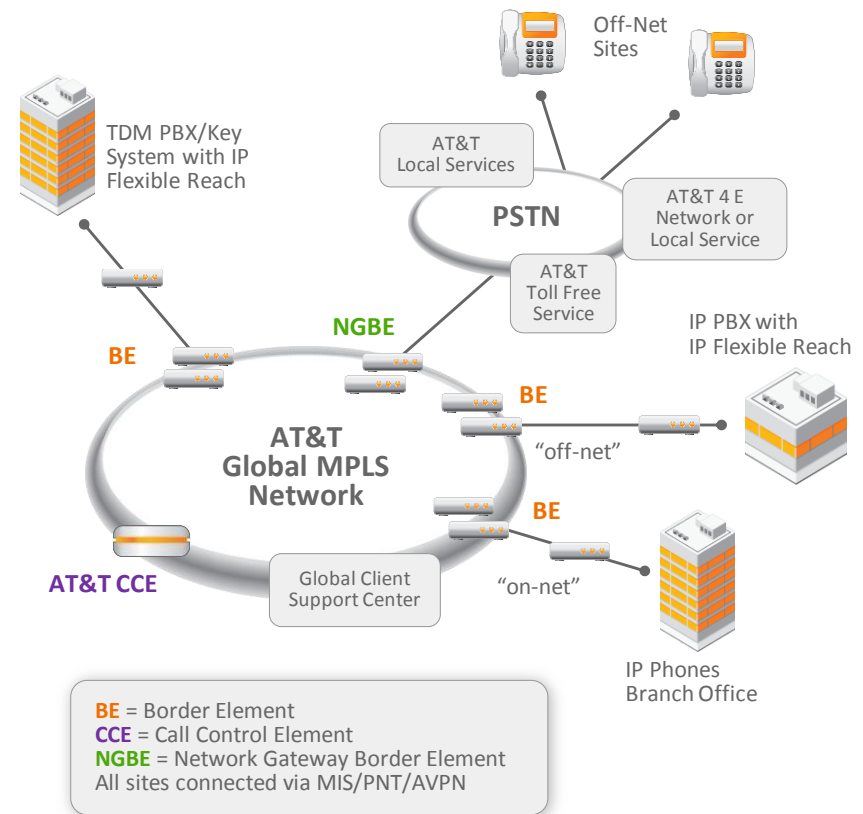 Off-Net
Sites
TDM PBX/Key
System with IP
Flexible Reach
AT&T
Local Services
PSTN
AT&T 4 E
Network or
Local Service
AT&T
Toll Free
Service
NGBE
IP PBX with
IP Flexible Reach
BE
BE
"off-net"
AT&T
Global MPLS
Network
BE
"on-net"
AT&T CCE
Global Client
Support Center
IP Phones
Branch Office
BE = Border Element
CCE = Call Control Element
NGBE = Network Gateway Border Element
All sites connected via MIS/PNT/AVPN